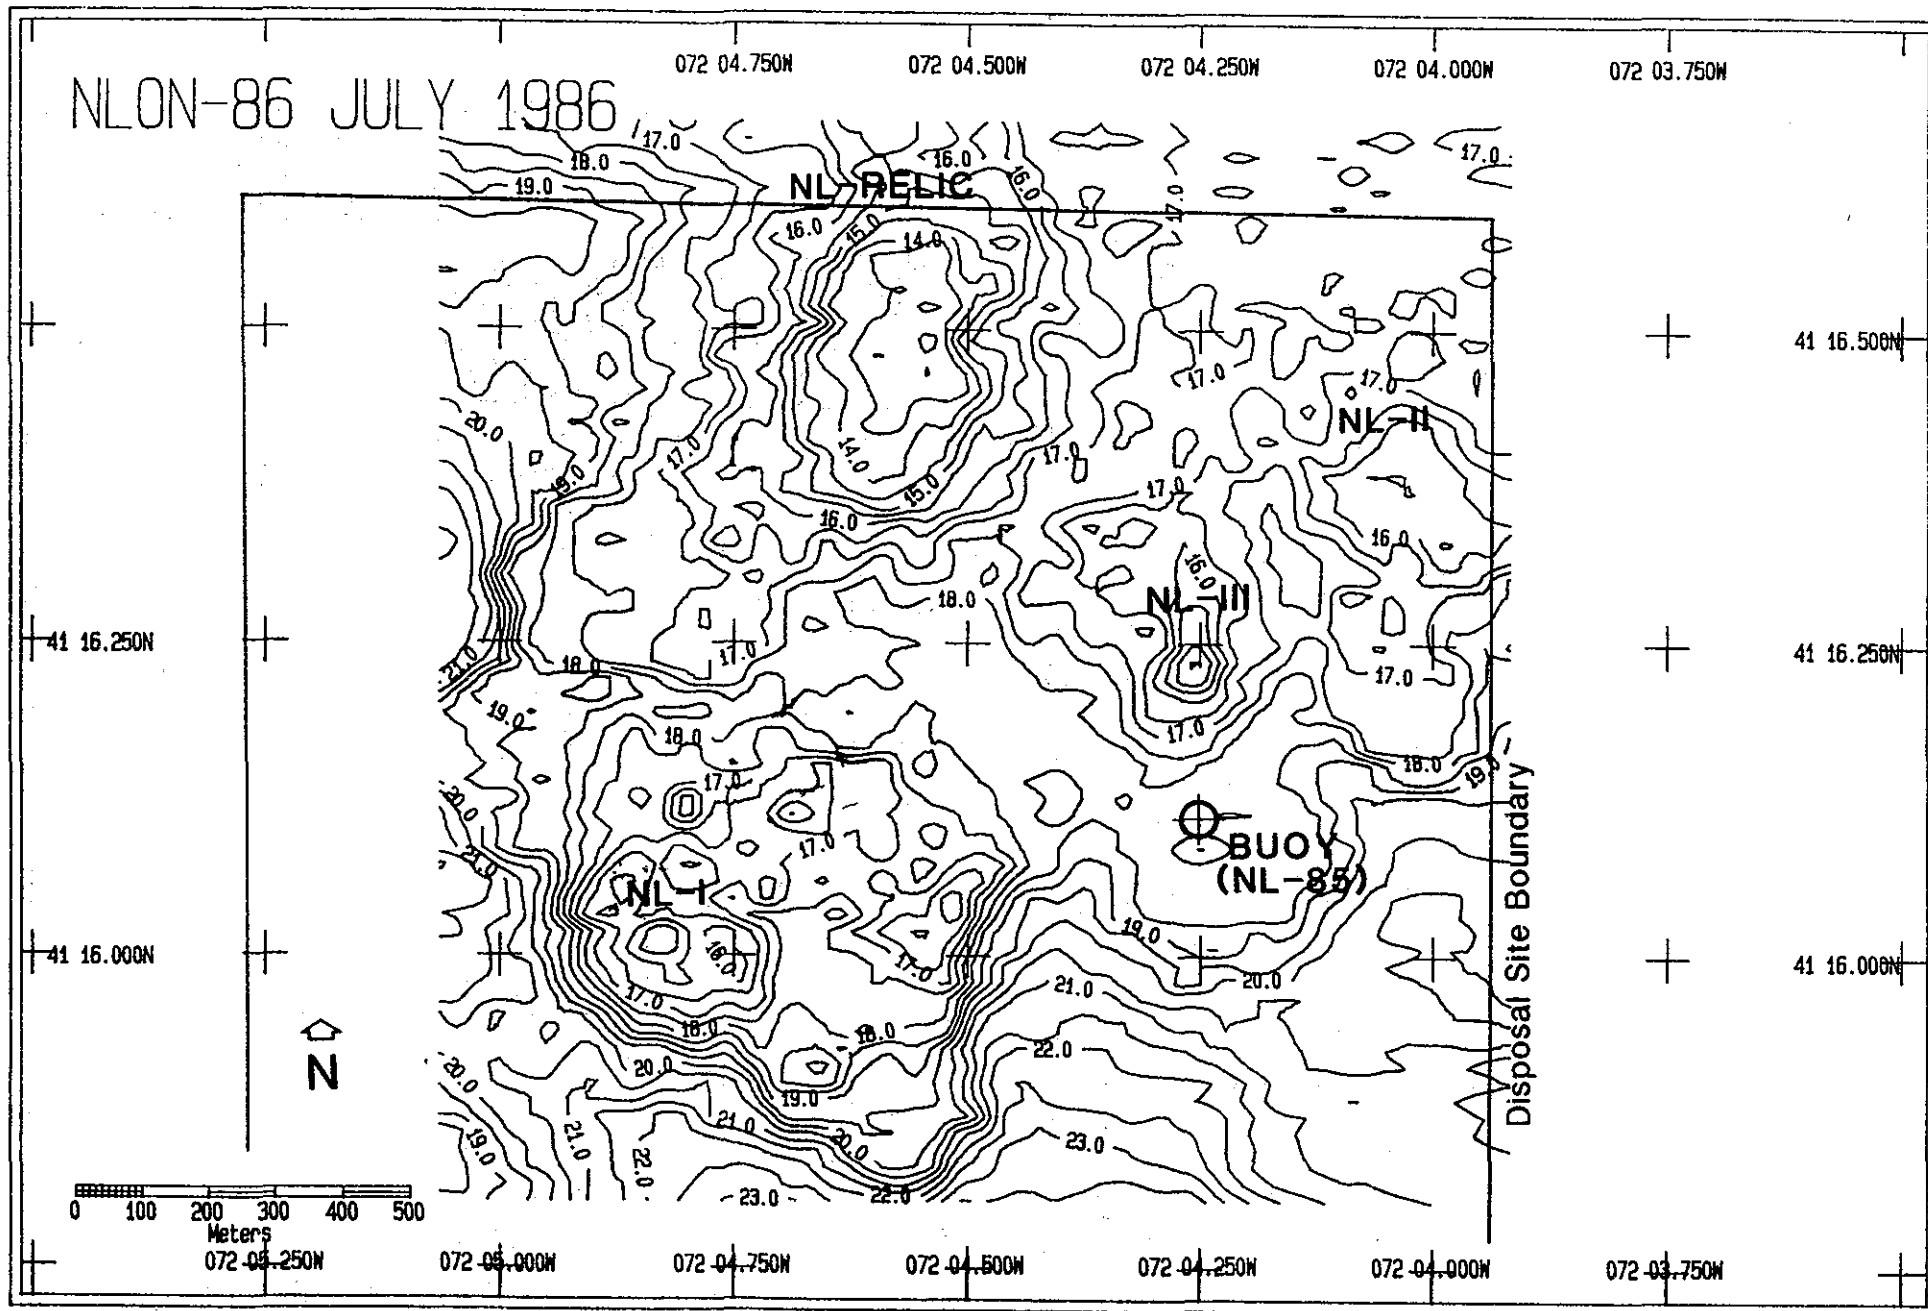 072 04.750W 072 04.500W 072 04.250W 072 04.000W 072 03.750W
NLON-86 JULY 1986
17.0
18.0 16.0 17.0
19.0 NL-RELIC 16.0
17.0
16.0 15.0 14.0
41 16.500N
17.0 17.0
20.0 NL-II
17.0 14.0 17.0
19.0 15.0 17.0
16.0 16.0
16.0
18.0 NL-III
41 16.250N 41 16.250N
21.0 18.0 17.0 17.0
19.0
18.0 17.0
18.0 19.0
17.0
20.0
17.0 BUOY
21.0 (NL-85)
NL-I
19.0
41 16.000N 16.0 17.0 41 16.000N
17.0 21.0 20.0
18.0 18.0
22.0
20.0 20.0
N 19.0
Disposal Site Boundary
21.0 20.0 23.0
19.0 21.0 22.0
23.0 22.0
0 100 200 300 400 500
Meters
072 05.250W 072 05.000W 072 04.750W 072 04.500W 072 04.250W 072 04.000W 072 03.750W